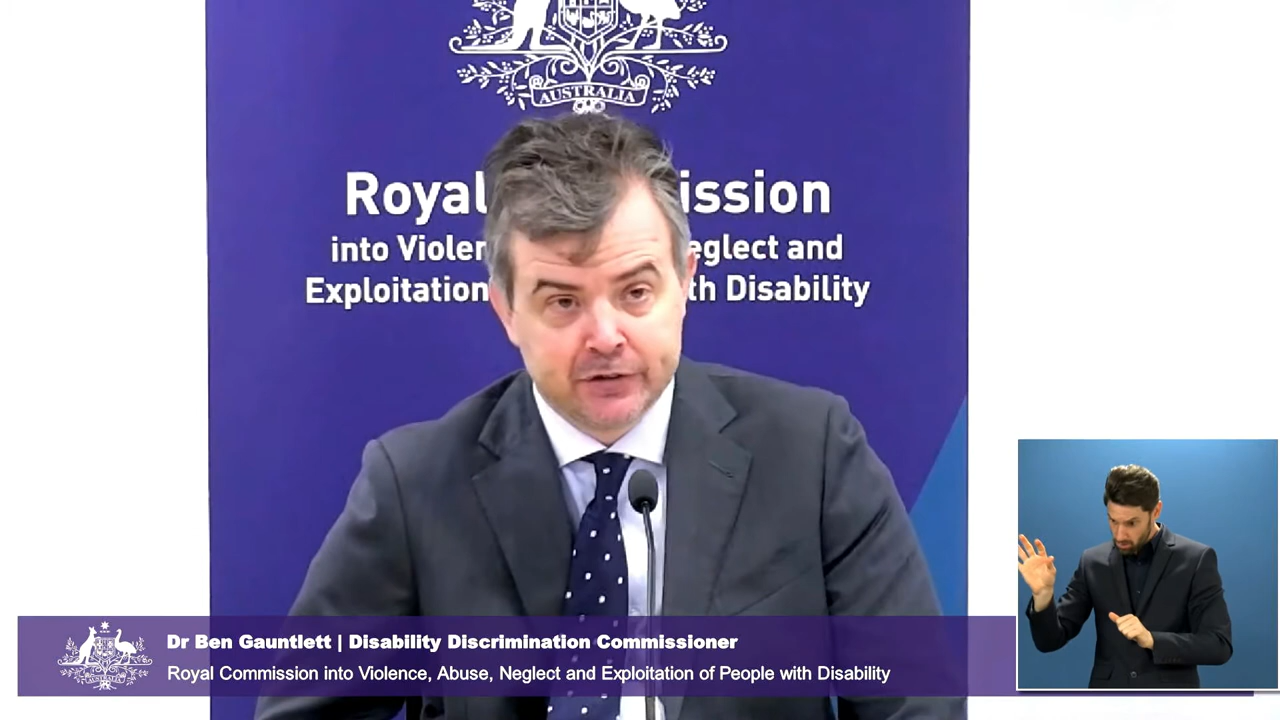 AUSTRALIA
Royal ission
into Violen eglect and
Exploitation th Disability
Dr Ben Gauntlett | Disability Discrimination Commissioner
Royal Commission into Violence, Abuse, Neglect and Exploitation of People with Disability
AUSTRALIA